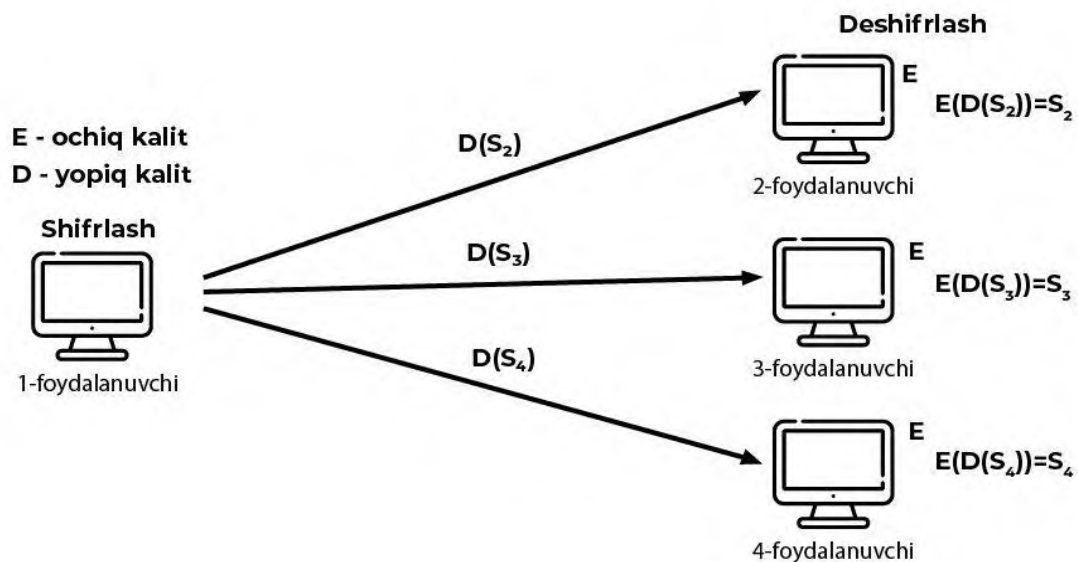 E - ochiq kalit
D - yopiq kalit
Shifrlash
1-foydalanuvchi
D(S₂)
D(S₃)
D(S₄)
Deshifrlash
E
E(D(S₂))=S₂
2-foydalanuvchi
E
E(D(S₃))=S₃
3-foydalanuvchi
E
E(D(S₄))=S₄
4-foydalanuvchi